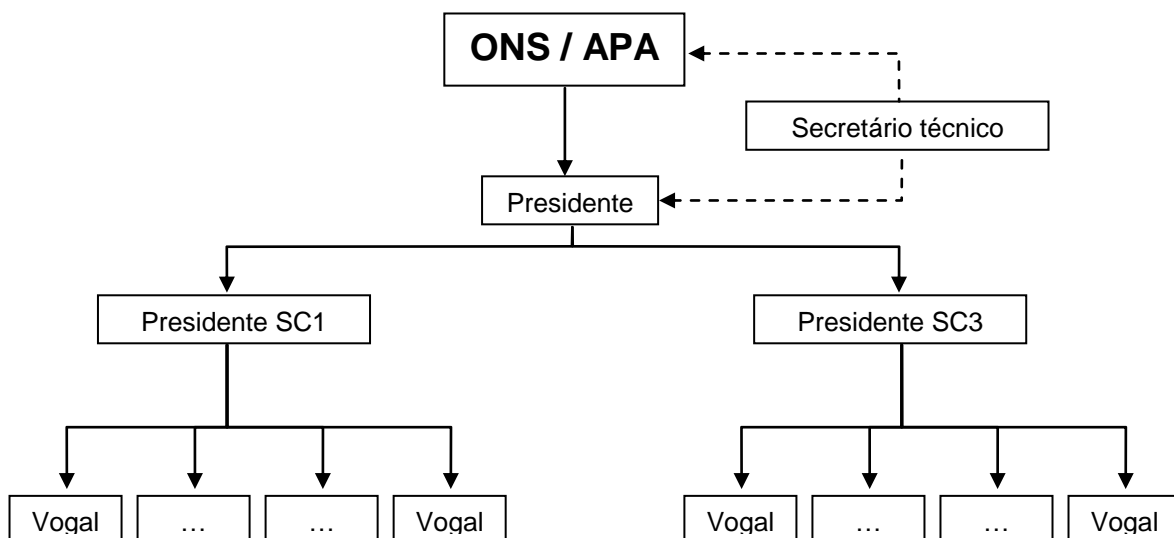 ONS / APA
Secretário técnico
Presidente
Presidente SC1
Presidente SC3
Vogal
…
…
Vogal
Vogal
…
…
Vogal